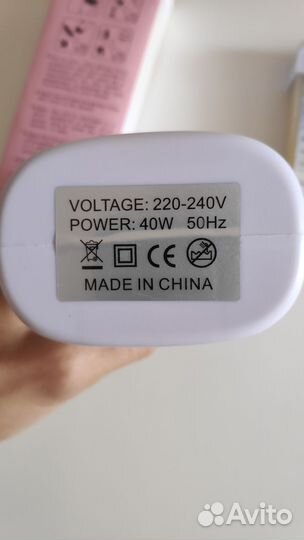 VOLTAGE: 220-240V
POWER: 40W 50Hz
CE
MADE IN CHINA
Avito